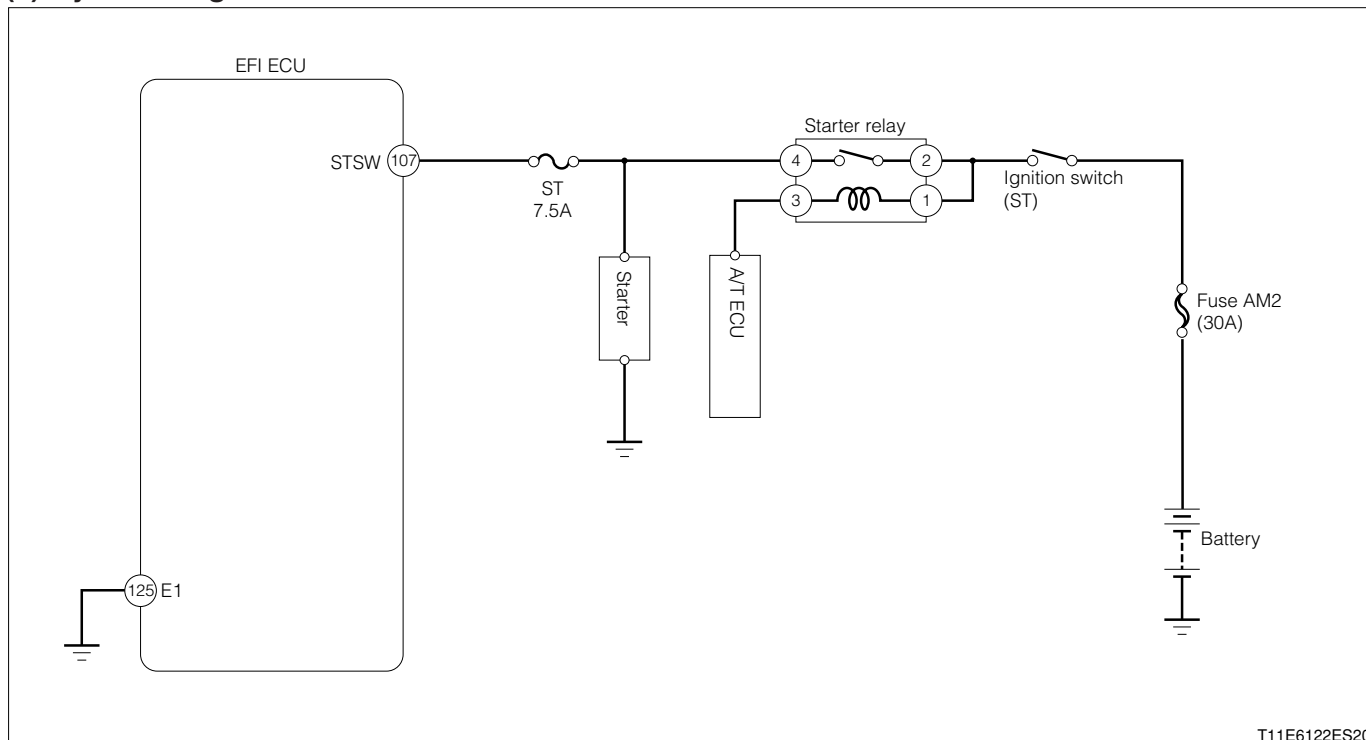 EFI ECU
STSW
107
ST
7.5A
Starter relay
4
2
3
1
Ignition switch
(ST)
Starter
A/T ECU
Fuse AM2
(30A)
Battery
125
E1
T11E6122ES20